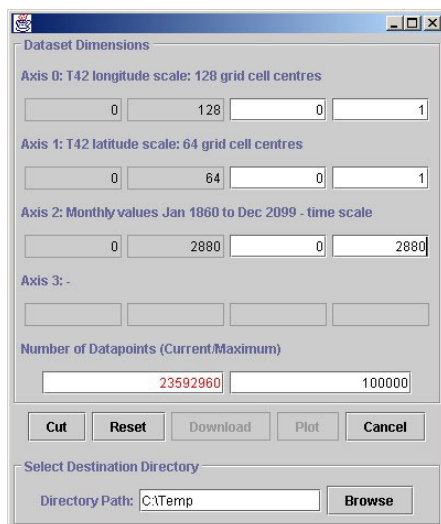 Dataset Dimensions
Axis 0: T42 longitude scale: 128 grid cell centres
0 128 0 1
Axis 1: T42 latitude scale: 64 grid cell centres
0 64 0 1
Axis 2: Monthly values Jan 1860 to Dec 2099 - time scale
0 2880 0 2880
Axis 3: -
Number of Datapoints (Current/Maximum)
23592960 100000
Cut Reset Download Plot Cancel
Select Destination Directory
Directory Path: C:\Temp Browse